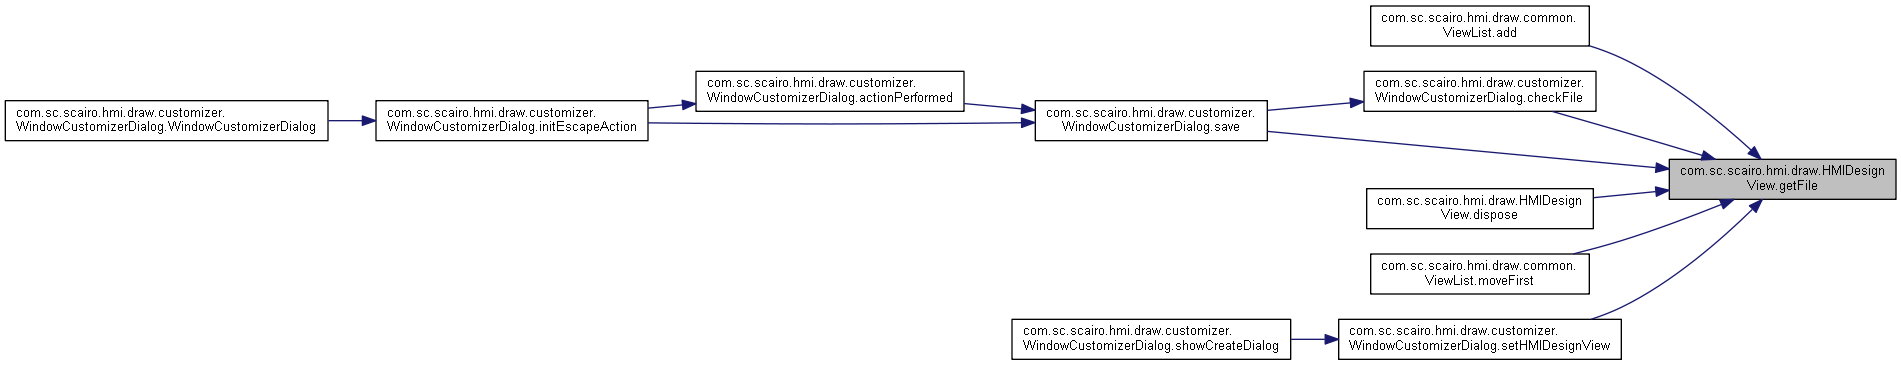 com.sc.scairo.hmi.draw.common.
ViewList.add
com.sc.scairo.hmi.draw.customizer.
WindowCustomizerDialog.actionPerformed
com.sc.scairo.hmi.draw.customizer.
WindowCustomizerDialog.checkFile
com.sc.scairo.hmi.draw.customizer.
WindowCustomizerDialog.WindowCustomizerDialog
com.sc.scairo.hmi.draw.customizer.
WindowCustomizerDialog.initEscapeAction
com.sc.scairo.hmi.draw.customizer.
WindowCustomizerDialog.save
com.sc.scairo.hmi.draw.HMIDesign
View.getFile
com.sc.scairo.hmi.draw.HMIDesign
View.dispose
com.sc.scairo.hmi.draw.common.
ViewList.moveFirst
com.sc.scairo.hmi.draw.customizer.
WindowCustomizerDialog.showCreateDialog
com.sc.scairo.hmi.draw.customizer.
WindowCustomizerDialog.setHMIDesignView